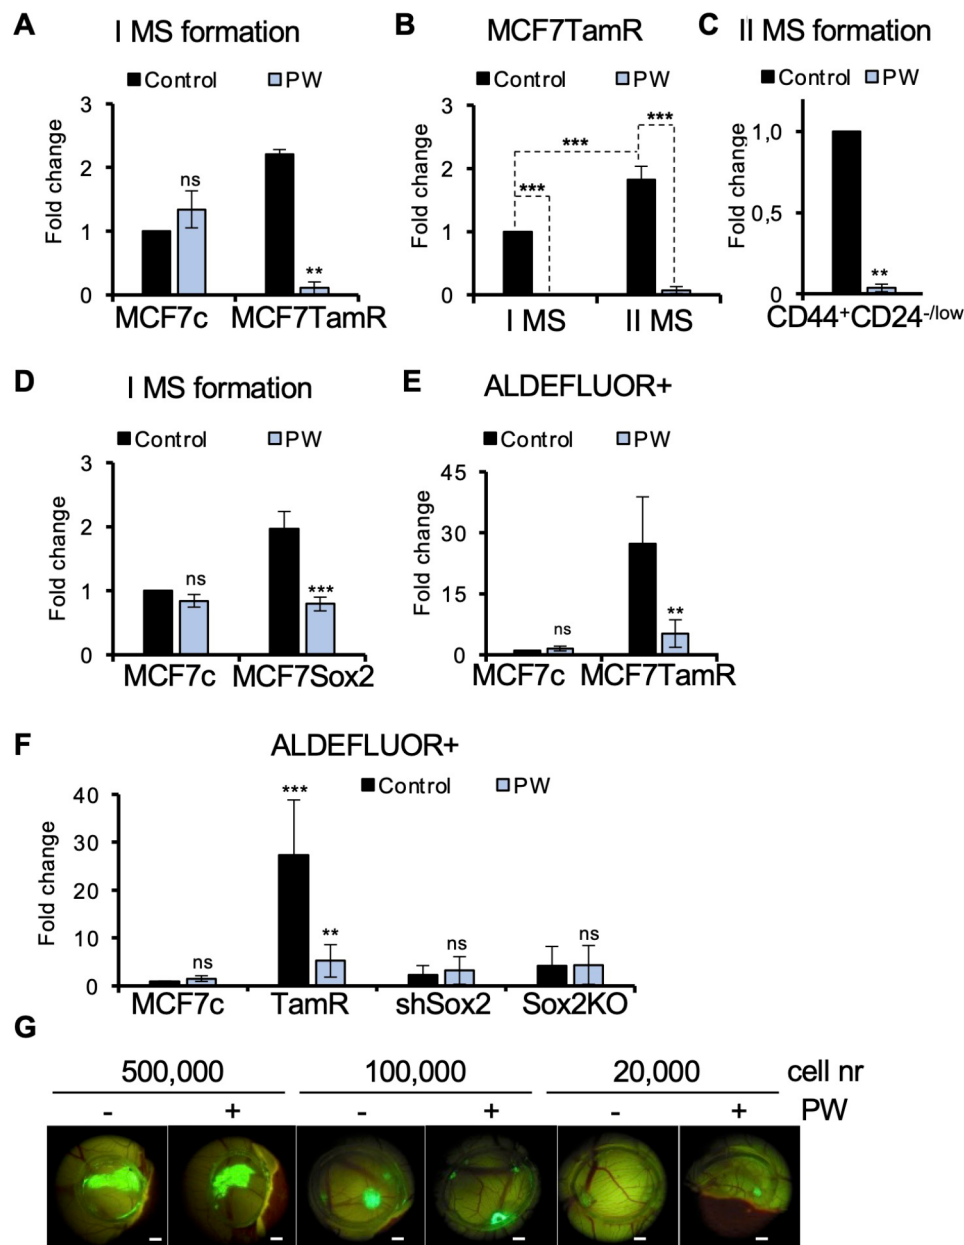 A
I MS formation
Control PW
Fold change
3
2
1
0
ns
**
MCF7c MCF7TamR
B
MCF7TamR
Control PW
Fold change
3
2
1
0
***
***
***
I MS II MS
C
II MS formation
Control PW
Fold change
1,0
0,5
0
**
CD44+CD24-/low
D
I MS formation
Control PW
Fold change
3
2
1
0
ns
***
MCF7c MCF7Sox2
E
ALDEFLUOR+
Control PW
Fold change
45
30
15
0
ns
**
MCF7c MCF7TamR
F
ALDEFLUOR+
Control PW
Fold change
40
30
20
10
0
ns
***
**
ns
ns
MCF7c TamR shSox2 Sox2KO
G
500,000 100,000 20,000 cell nr
- + - + - + PW